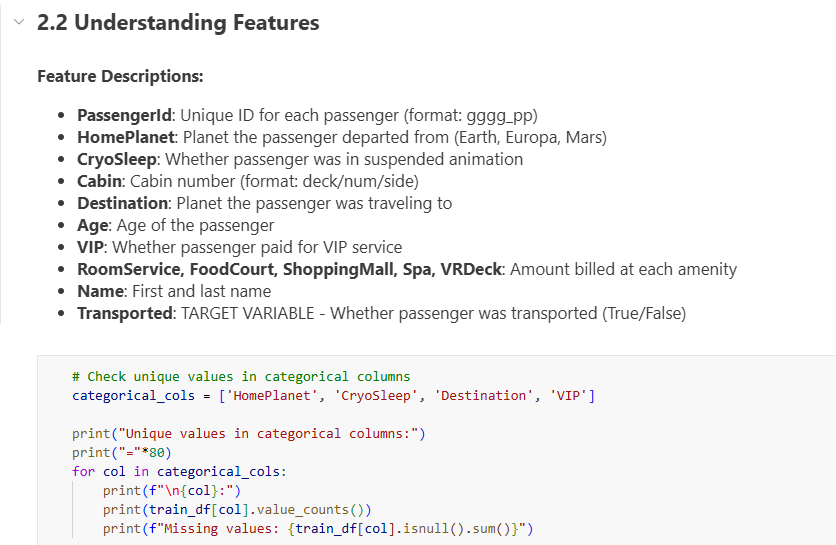 2.2 Understanding Features
Feature Descriptions:
• PassengerId: Unique ID for each passenger (format: gggg_pp)
• HomePlanet: Planet the passenger departed from (Earth, Europa, Mars)
• CryoSleep: Whether passenger was in suspended animation
• Cabin: Cabin number (format: deck/num/side)
• Destination: Planet the passenger was traveling to
• Age: Age of the passenger
• VIP: Whether passenger paid for VIP service
• RoomService, FoodCourt, ShoppingMall, Spa, VRDeck: Amount billed at each amenity
• Name: First and last name
• Transported: TARGET VARIABLE - Whether passenger was transported (True/False)
# Check unique values in categorical columns
categorical_cols = ['HomePlanet', 'CryoSleep', 'Destination', 'VIP']
print("Unique values in categorical columns:")
print("="*80)
for col in categorical_cols:
    print(f"\n{col}:")
    print(train_df[col].value_counts())
    print(f"Missing values: {train_df[col].isnull().sum()}")